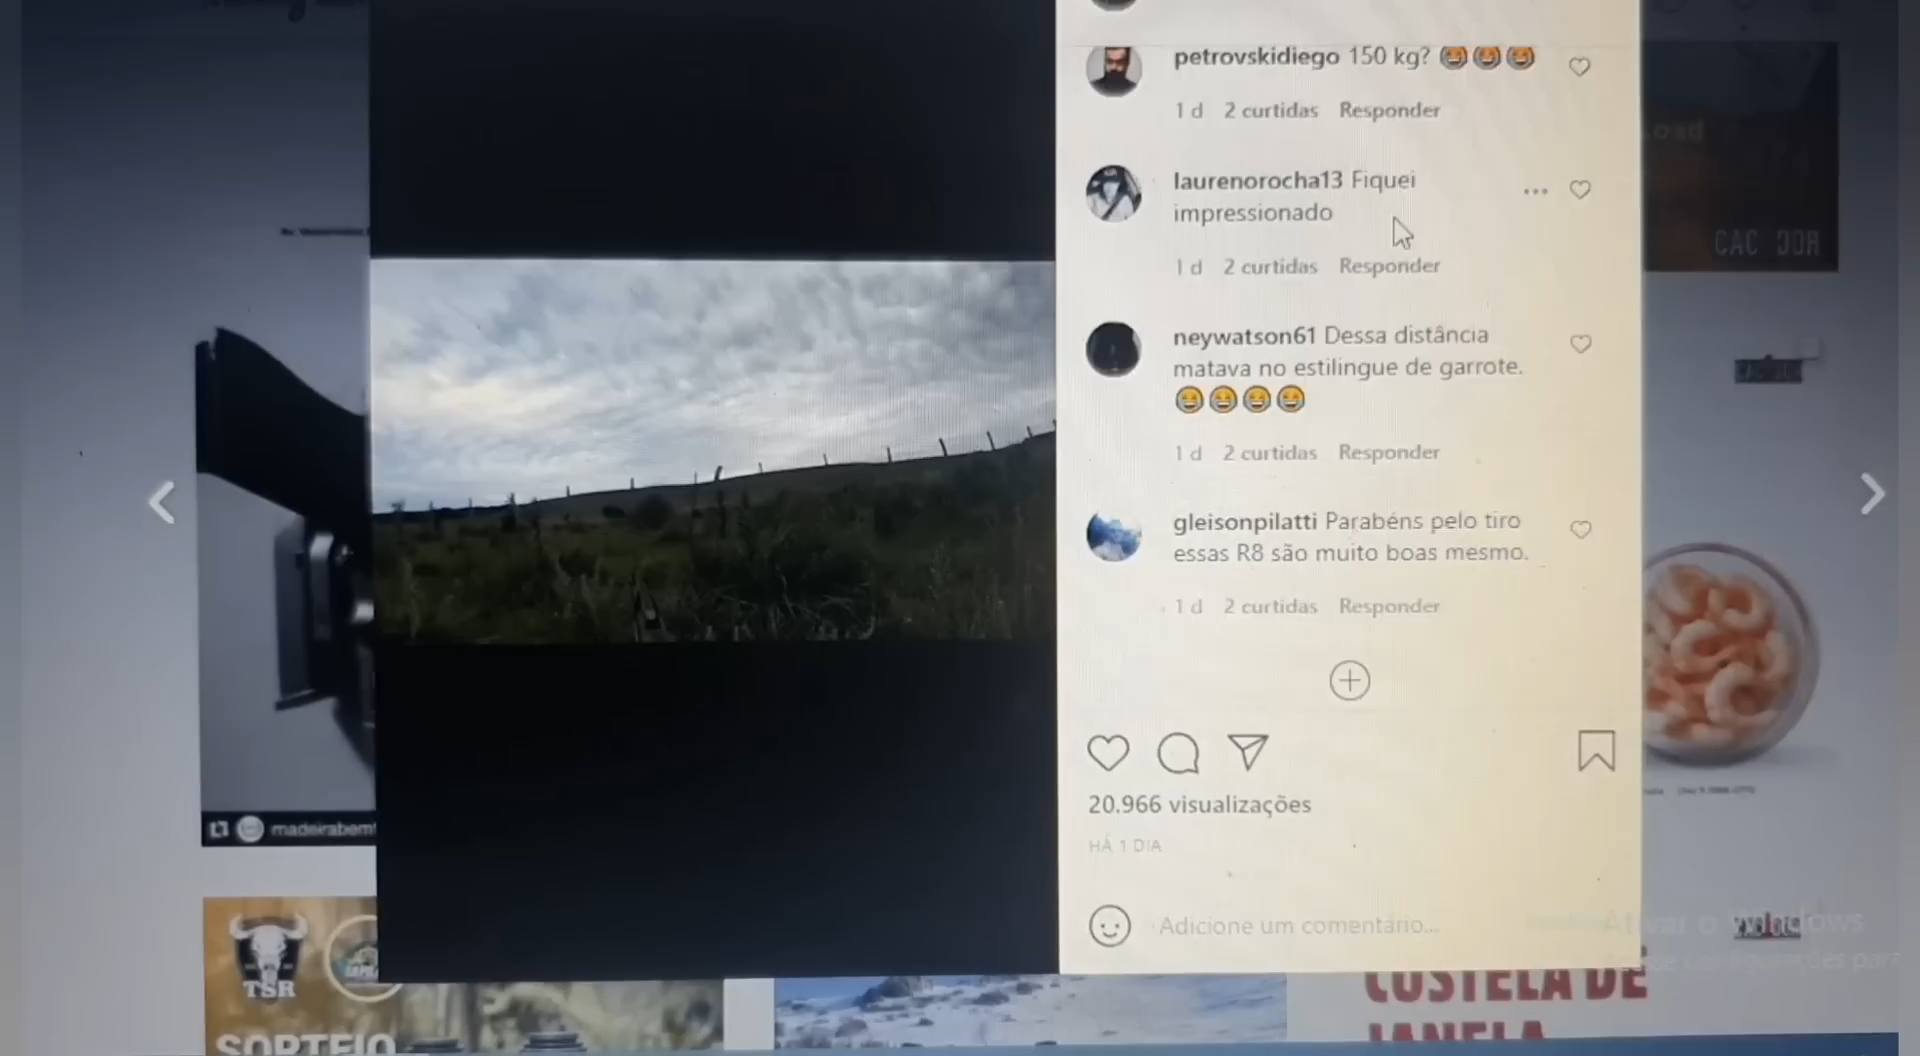 petrovskidiego 150 kg? 😂😂😂
1 d 2 curtidas Responder
laurenorocha13 Fiquei
impressionado
1 d 2 curtidas Responder
neywatson61 Dessa distância
matava no estilingue de garrote.
😂😂😂😂
1 d 2 curtidas Responder
gleisonpilatti Parabéns pelo tiro
essas R8 são muito boas mesmo.
1 d 2 curtidas Responder
20.966 visualizações
HÁ 1 DIA
Adicione um comentário...
madeirabem
TSR
SORTEIO
Ativar o Windows
COSTELA DE
JANELA